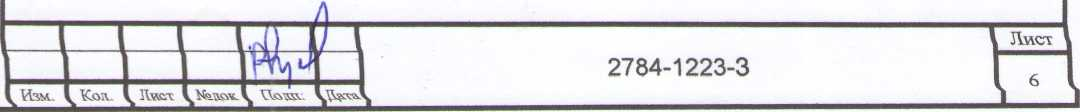 2784-1223-3
Лист
6
Изм. Кол. Лист №док Подп. Дата